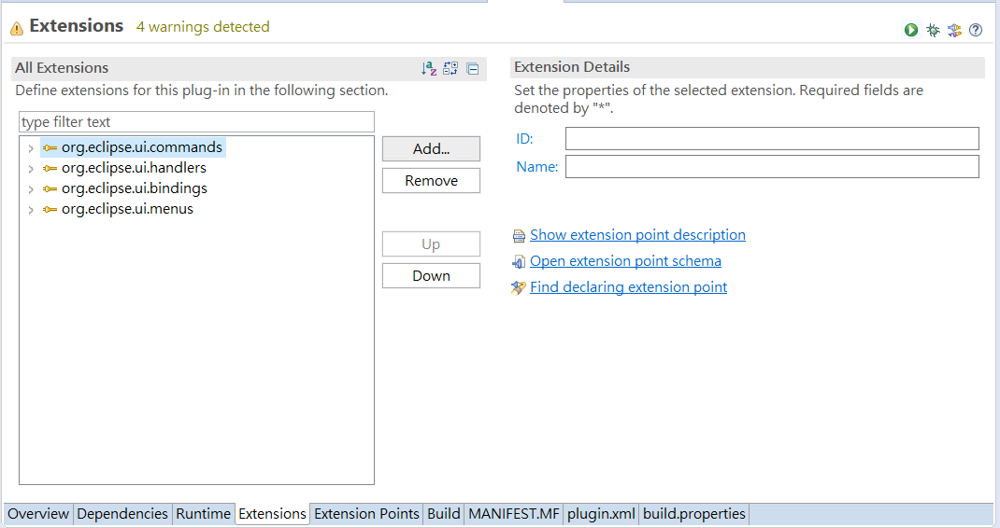 Extensions 4 warnings detected
All Extensions
Define extensions for this plug-in in the following section.
type filter text
org.eclipse.ui.commands
org.eclipse.ui.handlers
org.eclipse.ui.bindings
org.eclipse.ui.menus
Add...
Remove
Up
Down
Extension Details
Set the properties of the selected extension. Required fields are
denoted by "*".
ID:
Name:
Show extension point description
Open extension point schema
Find declaring extension point
Overview Dependencies Runtime Extensions Extension Points Build MANIFEST.MF plugin.xml build.properties